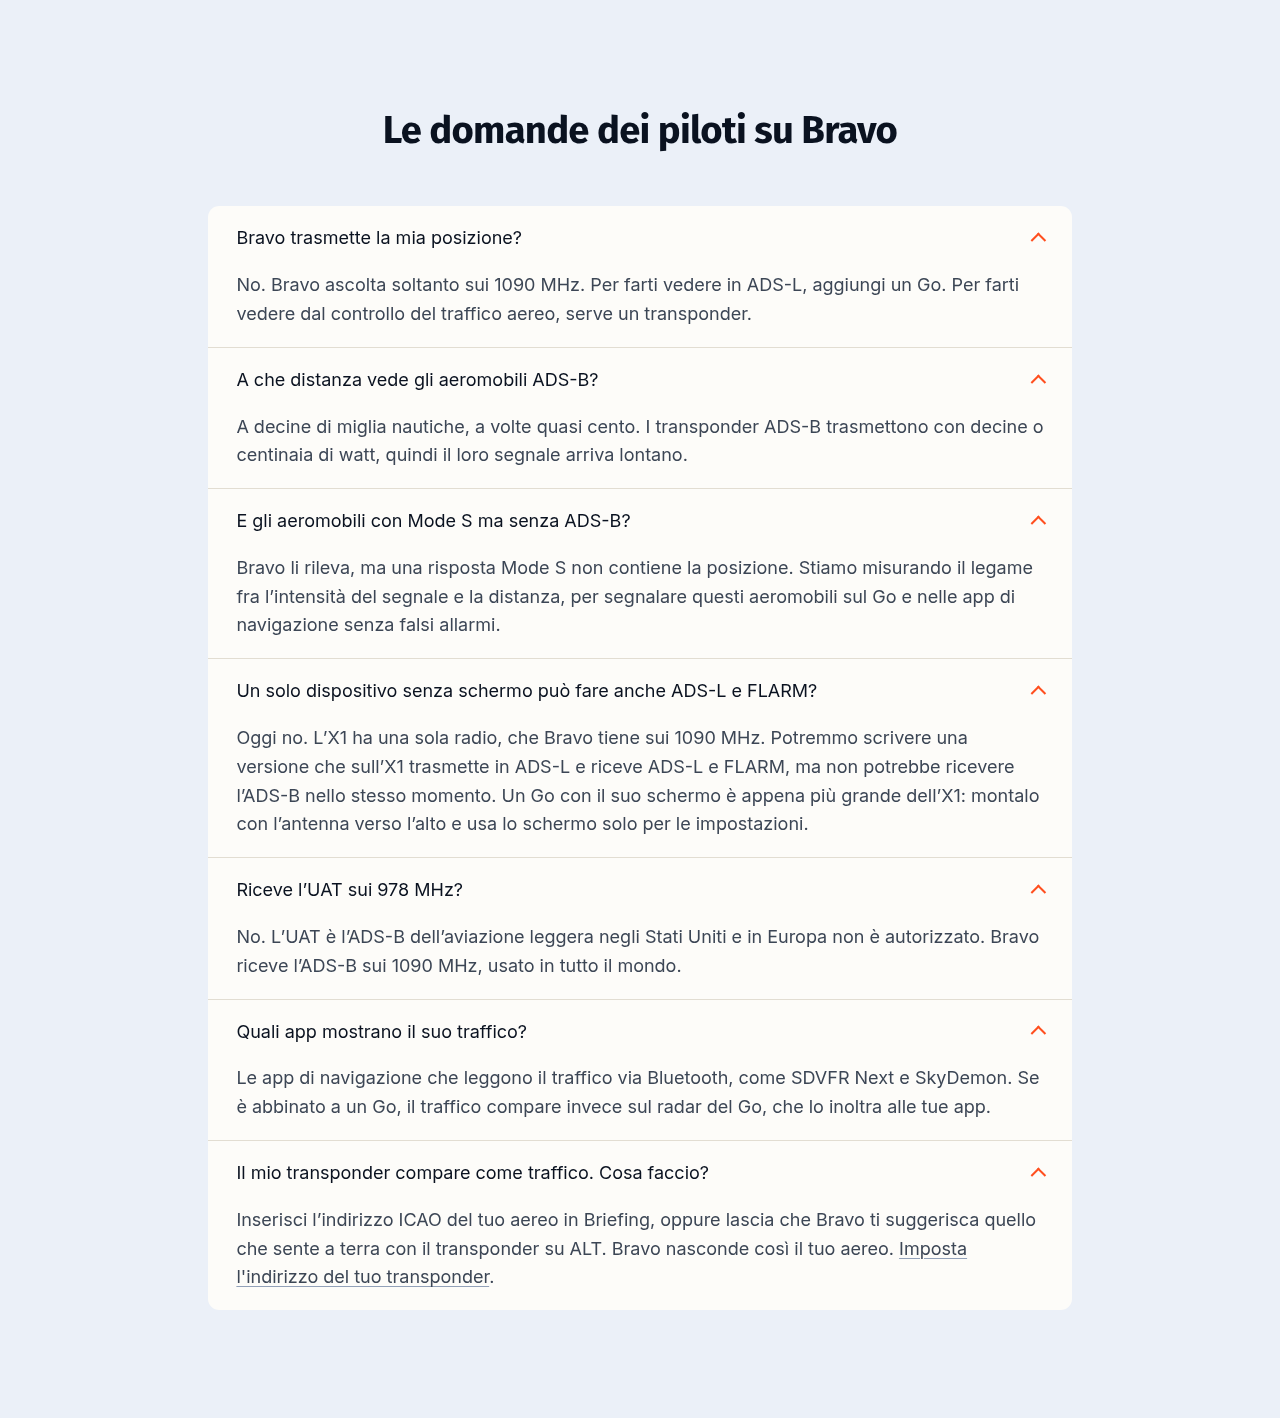 Le domande dei piloti su Bravo
Bravo trasmette la mia posizione?
No. Bravo ascolta soltanto sui 1090 MHz. Per farti vedere in ADS-L, aggiungi un Go. Per farti
vedere dal controllo del traffico aereo, serve un transponder.
A che distanza vede gli aeromobili ADS-B?
A decine di miglia nautiche, a volte quasi cento. I transponder ADS-B trasmettono con decine o
centinaia di watt, quindi il loro segnale arriva lontano.
E gli aeromobili con Mode S ma senza ADS-B?
Bravo li rileva, ma una risposta Mode S non contiene la posizione. Stiamo misurando il legame
fra l’intensità del segnale e la distanza, per segnalare questi aeromobili sul Go e nelle app di
navigazione senza falsi allarmi.
Un solo dispositivo senza schermo può fare anche ADS-L e FLARM?
Oggi no. L’X1 ha una sola radio, che Bravo tiene sui 1090 MHz. Potremmo scrivere una
versione che sull’X1 trasmette in ADS-L e riceve ADS-L e FLARM, ma non potrebbe ricevere
l’ADS-B nello stesso momento. Un Go con il suo schermo è appena più grande dell’X1: montalo
con l’antenna verso l’alto e usa lo schermo solo per le impostazioni.
Riceve l’UAT sui 978 MHz?
No. L’UAT è l’ADS-B dell’aviazione leggera negli Stati Uniti e in Europa non è autorizzato. Bravo
riceve l’ADS-B sui 1090 MHz, usato in tutto il mondo.
Quali app mostrano il suo traffico?
Le app di navigazione che leggono il traffico via Bluetooth, come SDVFR Next e SkyDemon. Se
è abbinato a un Go, il traffico compare invece sul radar del Go, che lo inoltra alle tue app.
Il mio transponder compare come traffico. Cosa faccio?
Inserisci l’indirizzo ICAO del tuo aereo in Briefing, oppure lascia che Bravo ti suggerisca quello
che sente a terra con il transponder su ALT. Bravo nasconde così il tuo aereo. Imposta
l'indirizzo del tuo transponder.